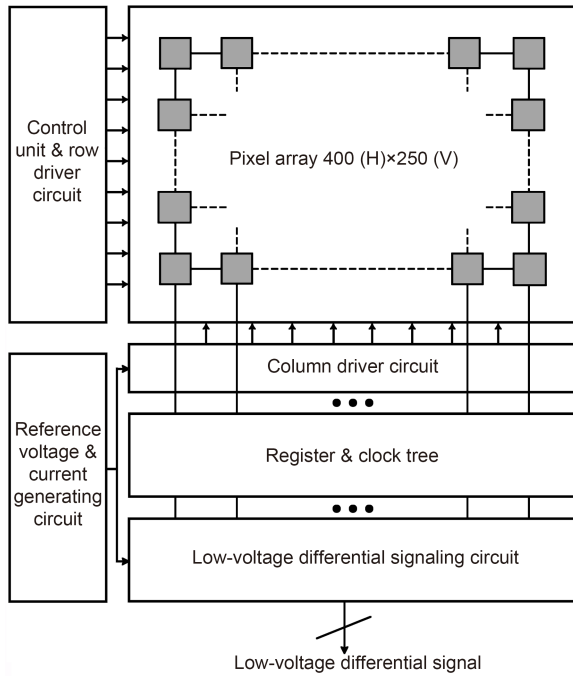 Control
unit & row
driver
circuit
Pixel array 400 (H)×250 (V)
Column driver circuit
Reference
voltage &
current
generating
circuit
Register & clock tree
Low-voltage differential signaling circuit
Low-voltage differential signal